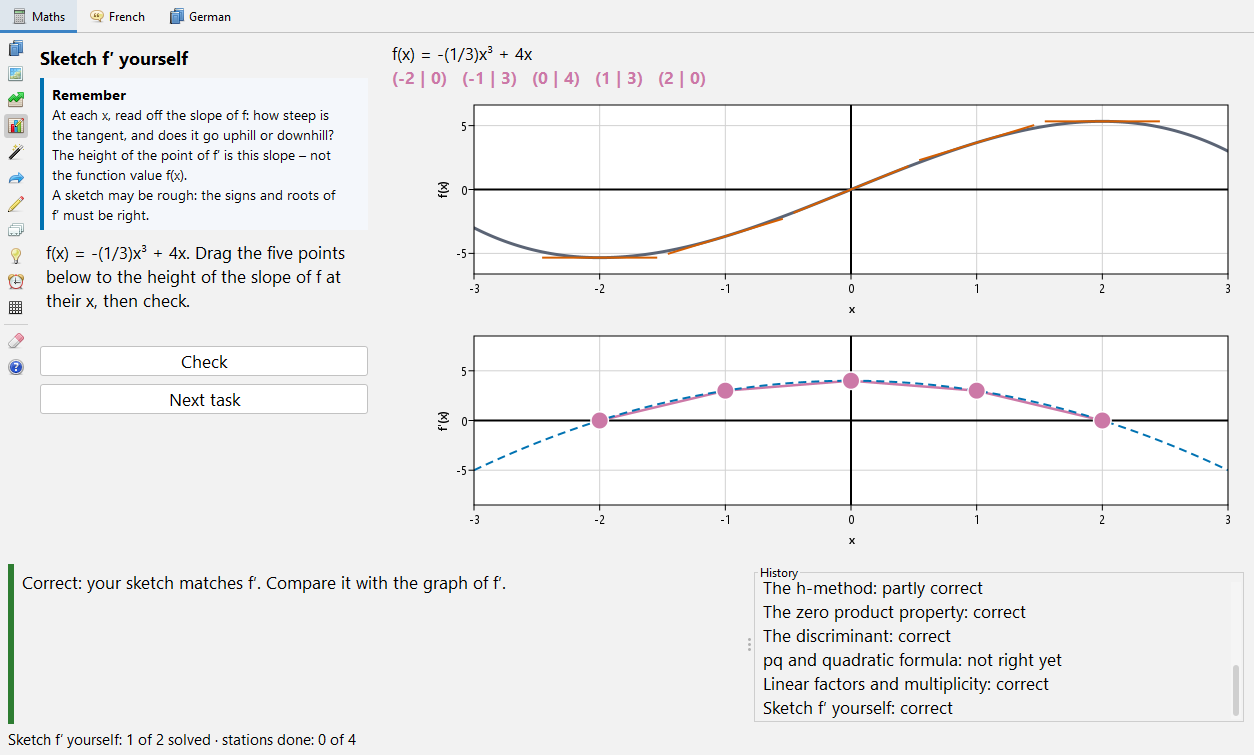 Maths French German
Sketch f′ yourself
Remember
At each x, read off the slope of f: how steep is
the tangent, and does it go uphill or downhill?
The height of the point of f′ is this slope – not
the function value f(x).
A sketch may be rough: the signs and roots of
f′ must be right.
f(x) = -(1/3)x³ + 4x. Drag the five points
below to the height of the slope of f at
their x, then check.
Check
Next task
f(x) = -(1/3)x³ + 4x
(-2 | 0) (-1 | 3) (0 | 4) (1 | 3) (2 | 0)
f(x)
5
0
-5
-3 -2 -1 0 1 2 3
x
f′(x)
5
0
-5
-3 -2 -1 0 1 2 3
x
Correct: your sketch matches f′. Compare it with the graph of f′.
History
The h-method: partly correct
The zero product property: correct
The discriminant: correct
pq and quadratic formula: not right yet
Linear factors and multiplicity: correct
Sketch f′ yourself: correct
Sketch f′ yourself: 1 of 2 solved · stations done: 0 of 4